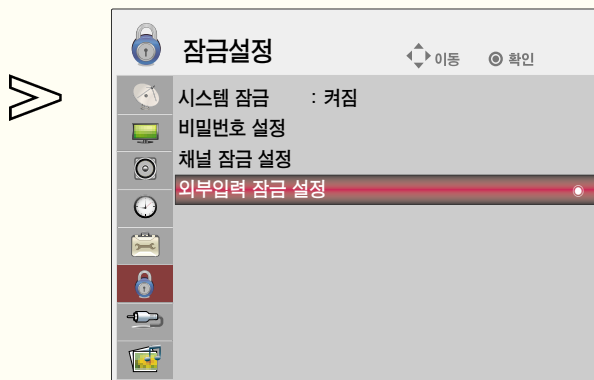 잠금설정 이동 확인
시스템 잠금 : 켜짐
비밀번호 설정
채널 잠금 설정
외부입력 잠금 설정